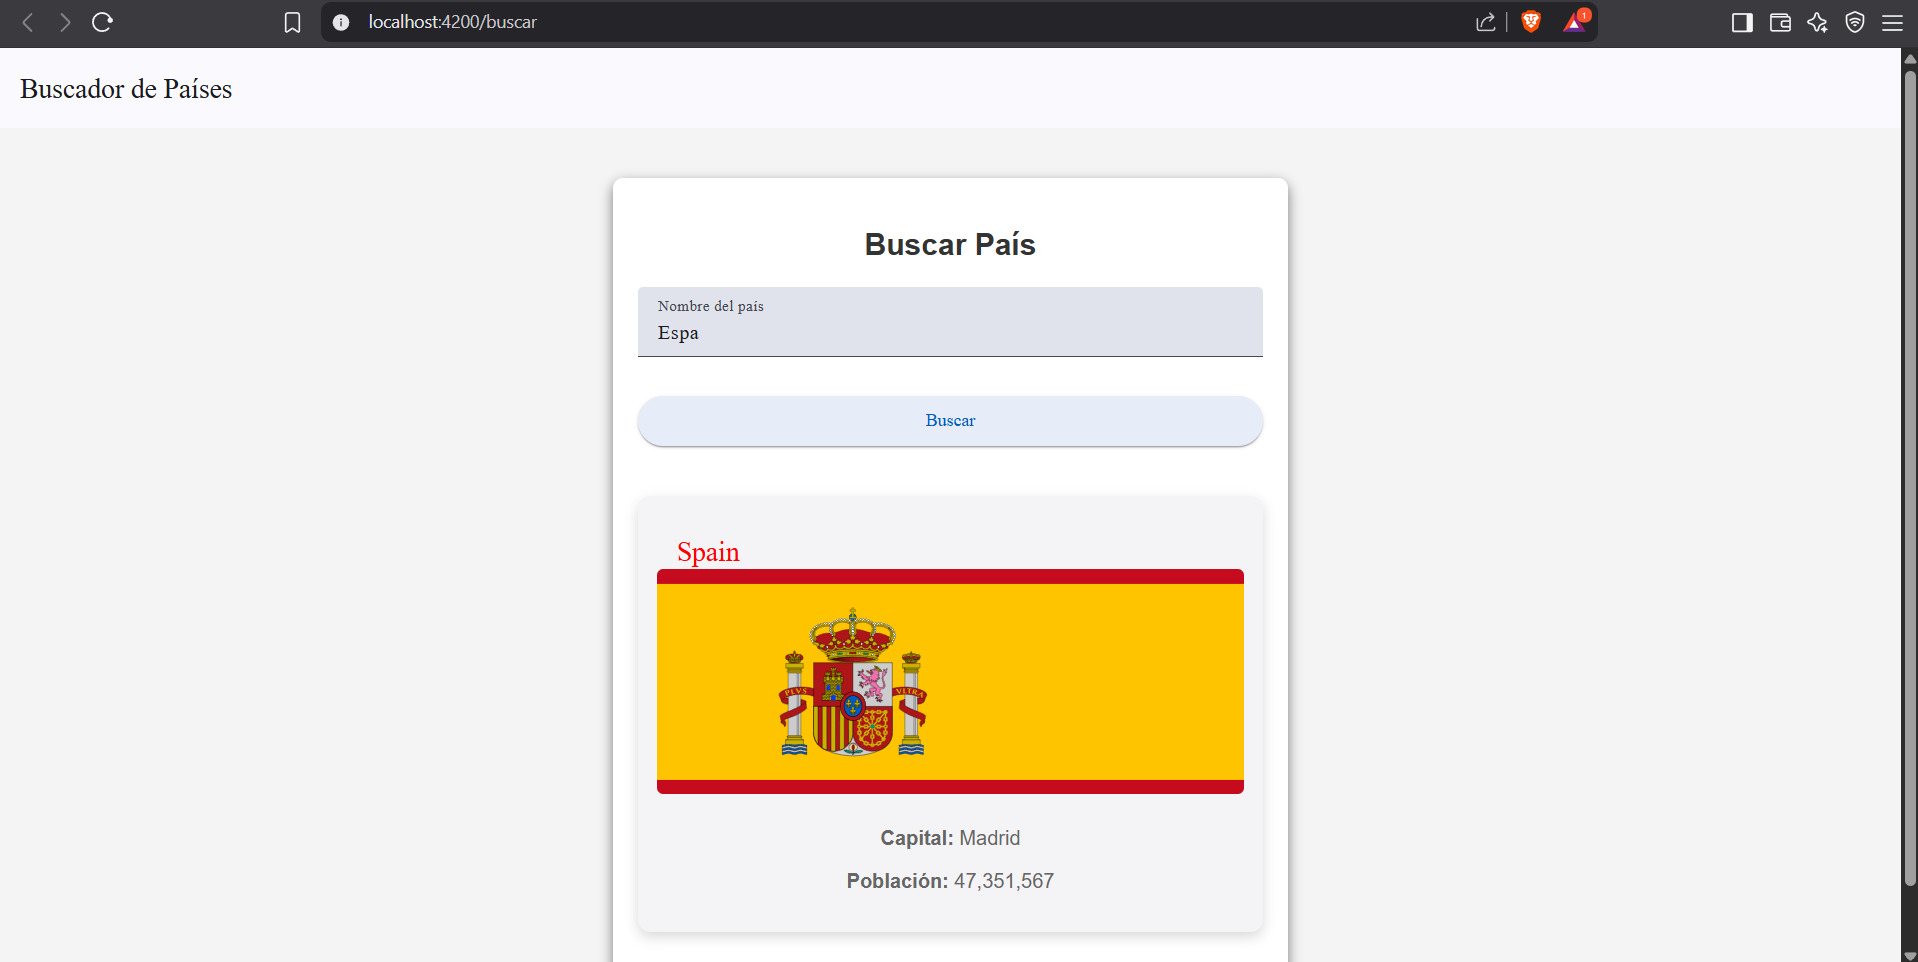 localhost:4200/buscar
1
Buscador de Países
Buscar País
Nombre del país
Espa
Buscar
Spain
PLVS VLTRA
Capital: Madrid
Población: 47,351,567